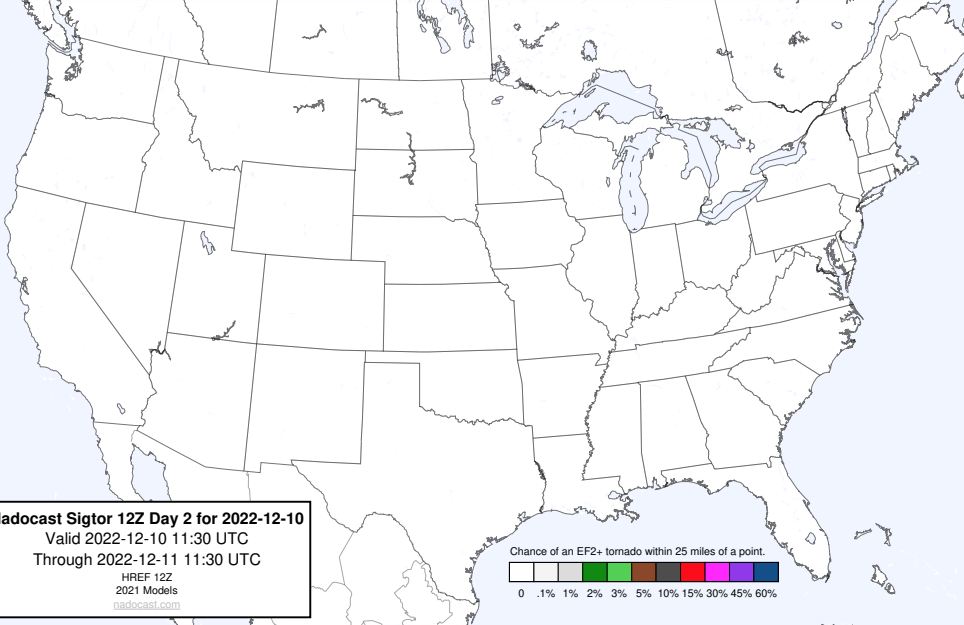 adocast Sigtor 12Z Day 2 for 2022-12-10
Valid 2022-12-10 11:30 UTC
Through 2022-12-11 11:30 UTC
HREF 12Z
2021 Models
nadocast.com
Chance of an EF2+ tornado within 25 miles of a point.
0 .1% 1% 2% 3% 5% 10% 15% 30% 45% 60%